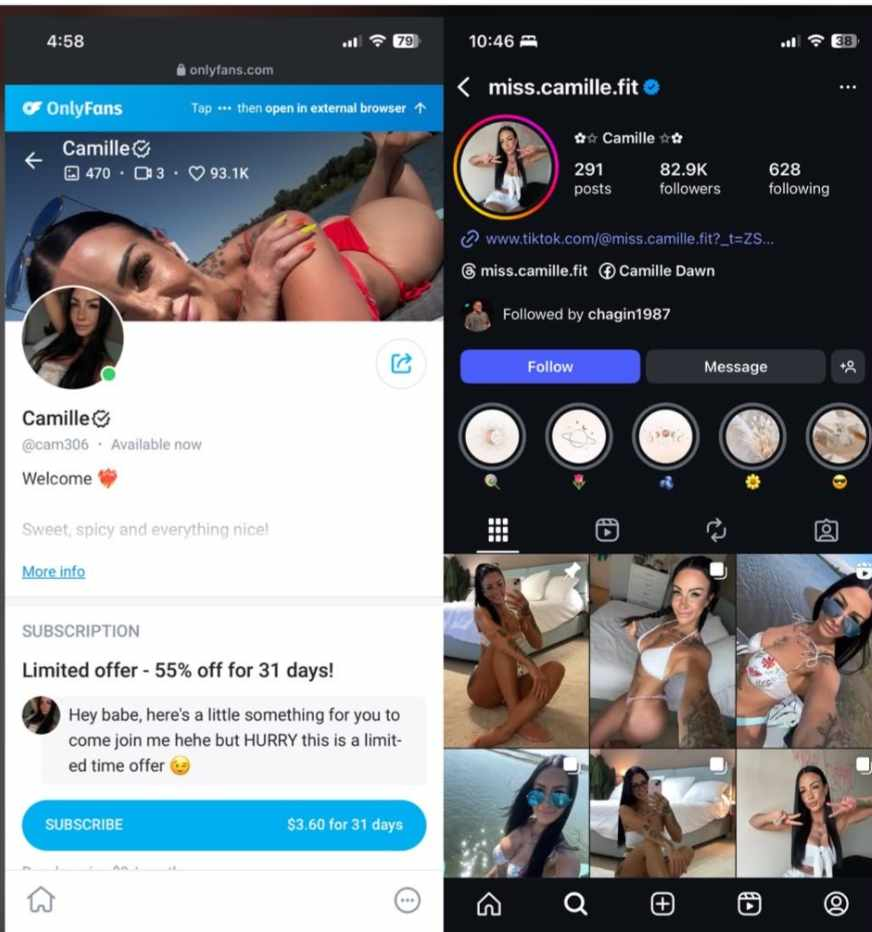 4:58
79
onlyfans.com
OnlyFans
Tap ••• then open in external browser ↑
Camille
470 · 3 · 93.1K
Camille
@cam306 · Available now
Welcome ❤️‍🔥
Sweet, spicy and everything nice!
More info
SUBSCRIPTION
Limited offer - 55% off for 31 days!
Hey babe, here's a little something for you to
come join me hehe but HURRY this is a limit-
ed time offer 😉
SUBSCRIBE $3.60 for 31 days
10:46
38
miss.camille.fit
✿☆ Camille ☆✿
291 82.9K 628
posts followers following
www.tiktok.com/@miss.camille.fit?_t=ZS...
miss.camille.fit Camille Dawn
Followed by chagin1987
Follow Message